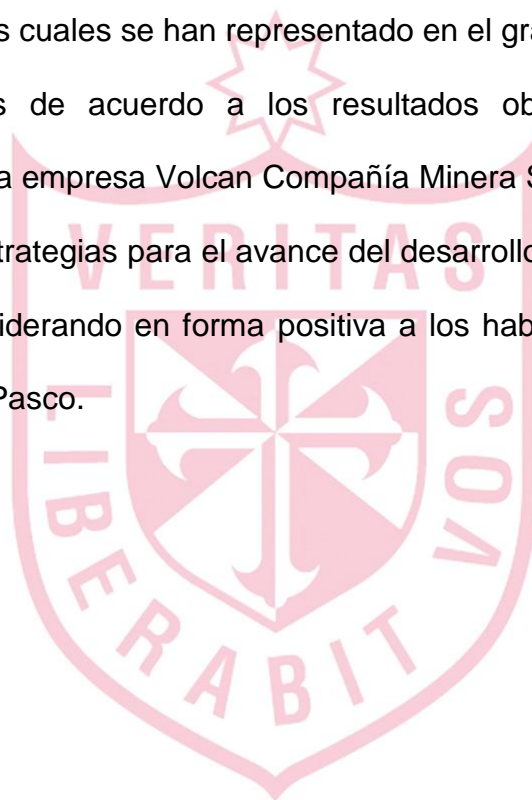 s cuales se han representado en el gra
s de acuerdo a los resultados ob
a empresa Volcan Compañía Minera S
trategias para el avance del desarrollo
iderando en forma positiva a los hab
Pasco.
VERITAS
LIBERABIT VOS